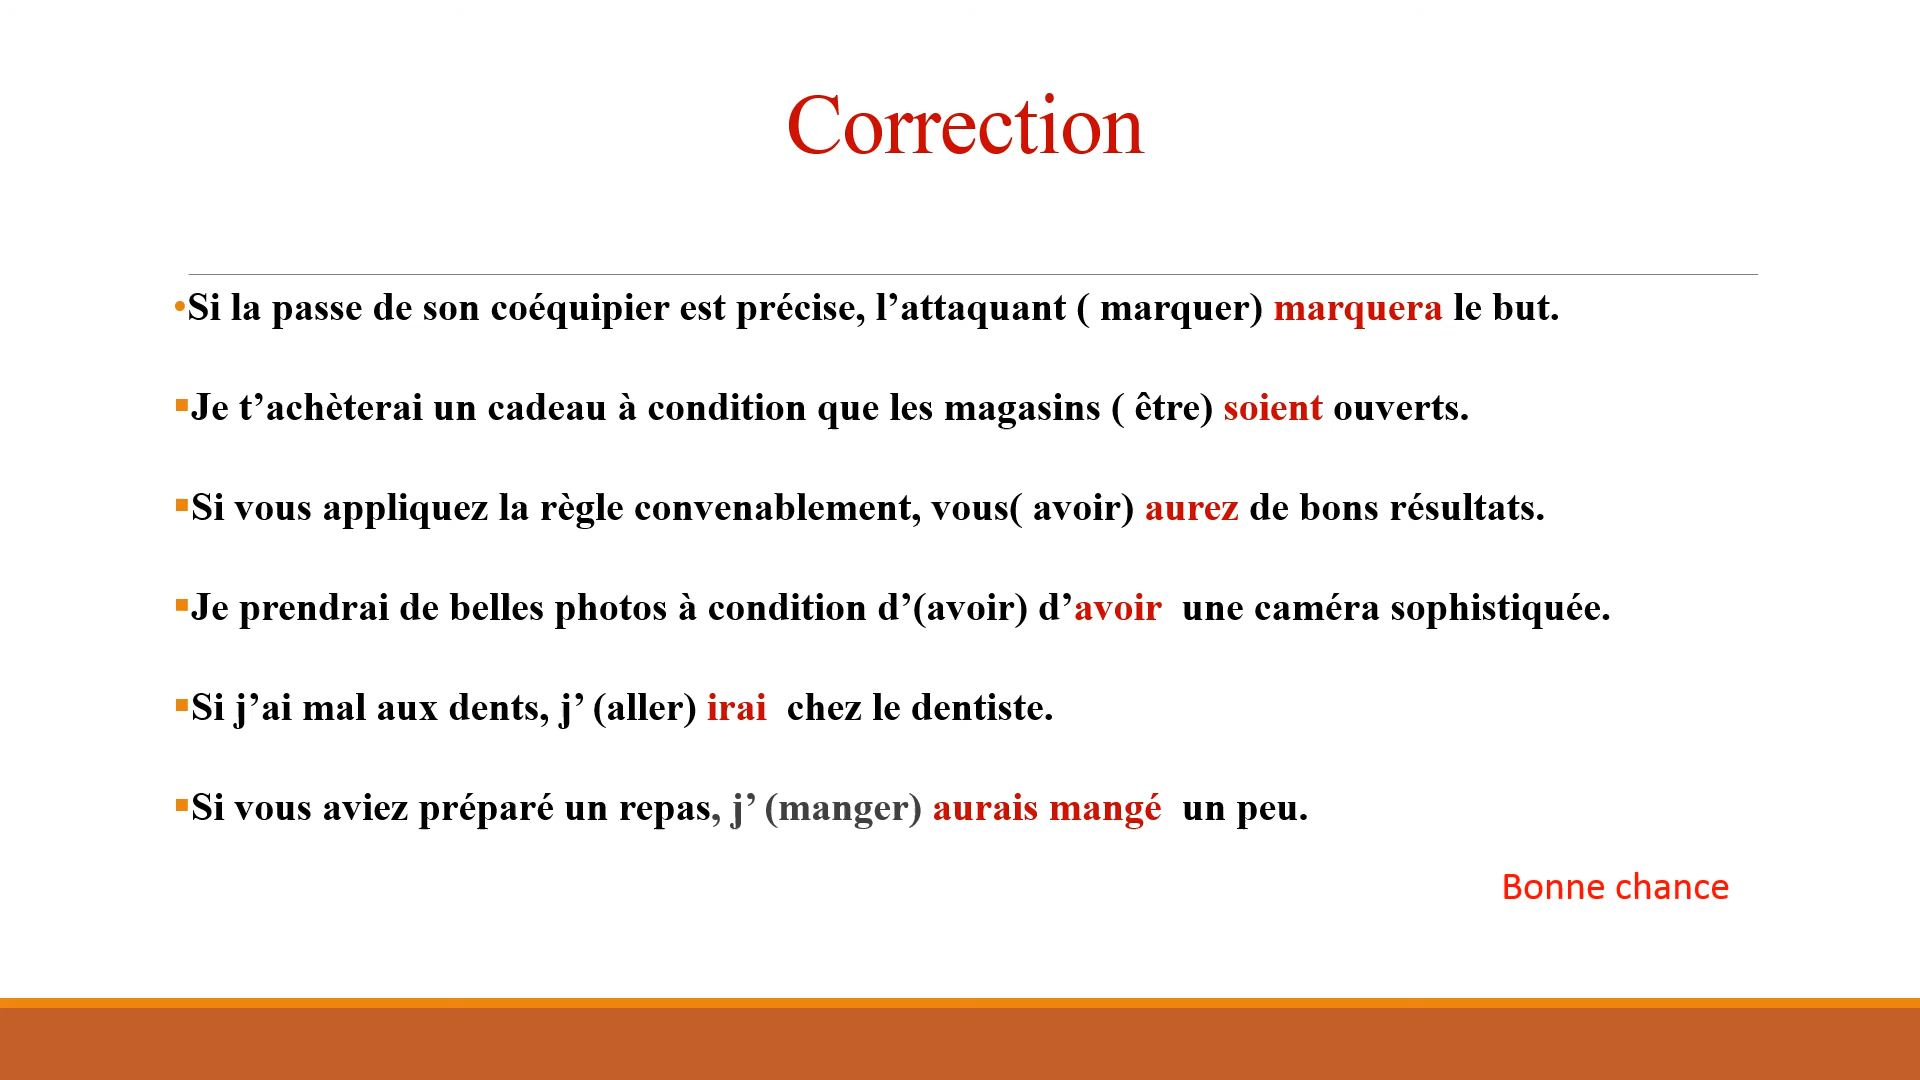 Correction
•Si la passe de son coéquipier est précise, l’attaquant ( marquer) marquera le but.
▪Je t’achèterai un cadeau à condition que les magasins ( être) soient ouverts.
▪Si vous appliquez la règle convenablement, vous( avoir) aurez de bons résultats.
▪Je prendrai de belles photos à condition d’(avoir) d’avoir  une caméra sophistiquée.
▪Si j’ai mal aux dents, j’ (aller) irai  chez le dentiste.
▪Si vous aviez préparé un repas, j’ (manger) aurais mangé  un peu.
Bonne chance